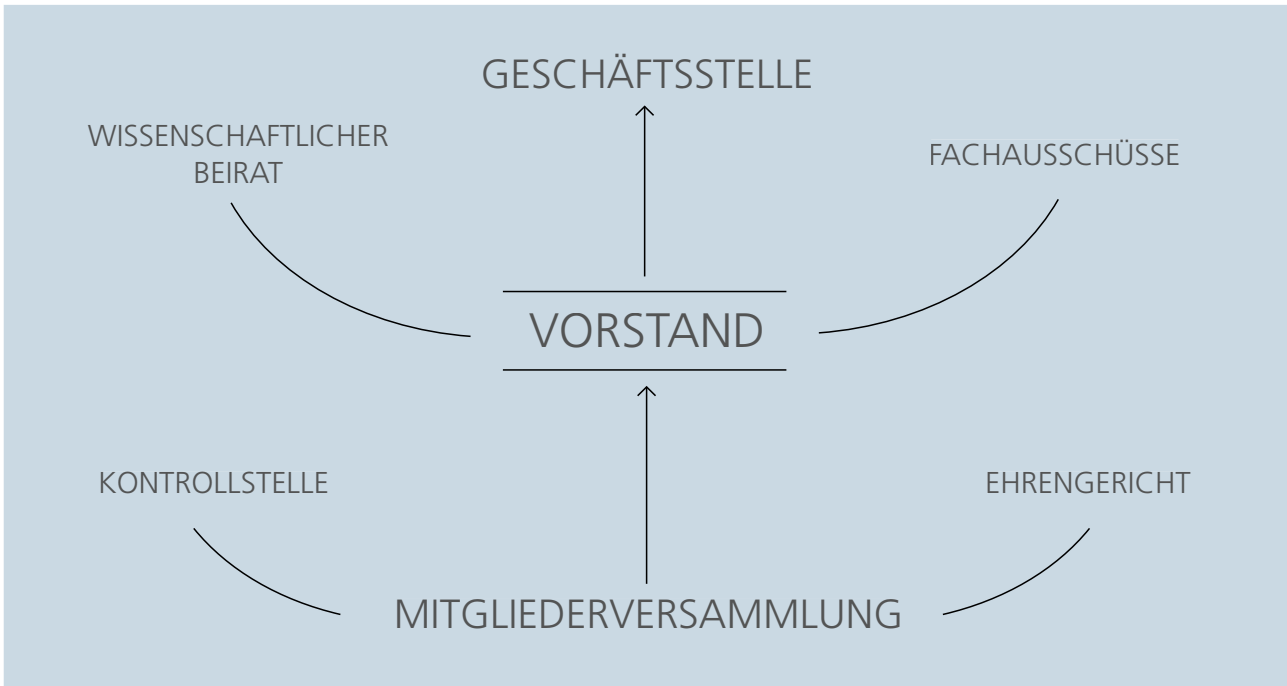 GESCHÄFTSSTELLE
WISSENSCHAFTLICHER
BEIRAT
FACHAUSSCHÜSSE
VORSTAND
KONTROLLSTELLE
EHRENGERICHT
MITGLIEDERVERSAMMLUNG